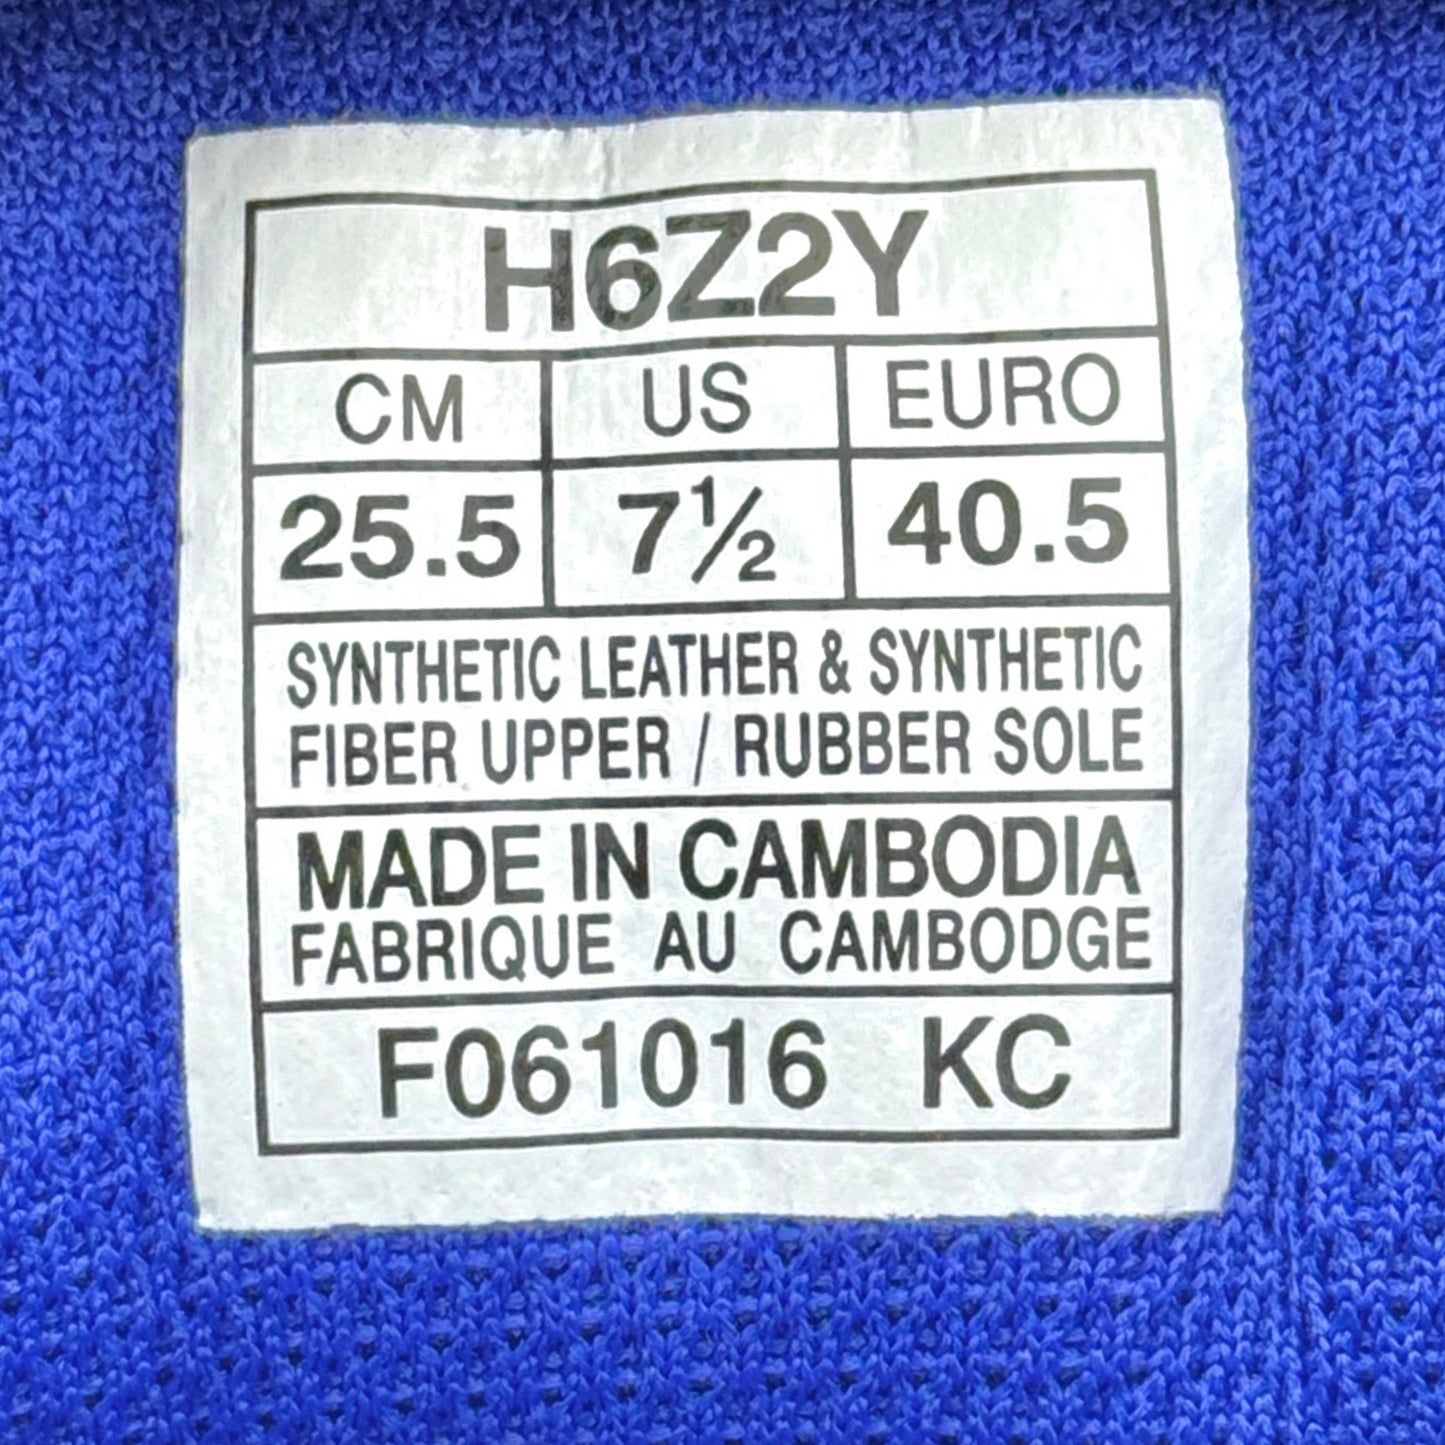 H6Z2Y
CM US EURO
25.5 7½ 40.5
SYNTHETIC LEATHER & SYNTHETIC
FIBER UPPER / RUBBER SOLE
MADE IN CAMBODIA
FABRIQUE AU CAMBODGE
F061016 KC